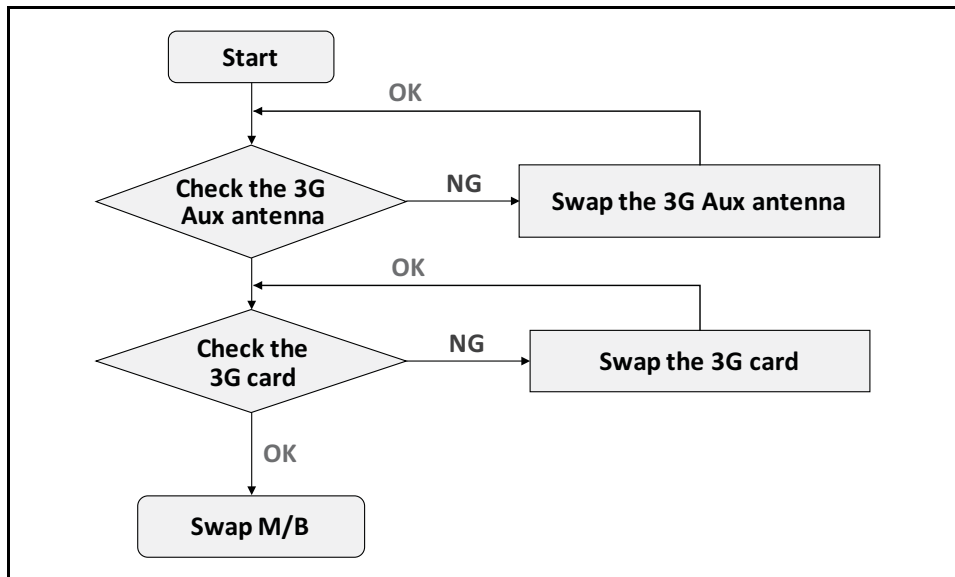 Start
OK
Check the 3G
Aux antenna
NG
Swap the 3G Aux antenna
OK
Check the
3G card
NG
Swap the 3G card
OK
Swap M/B